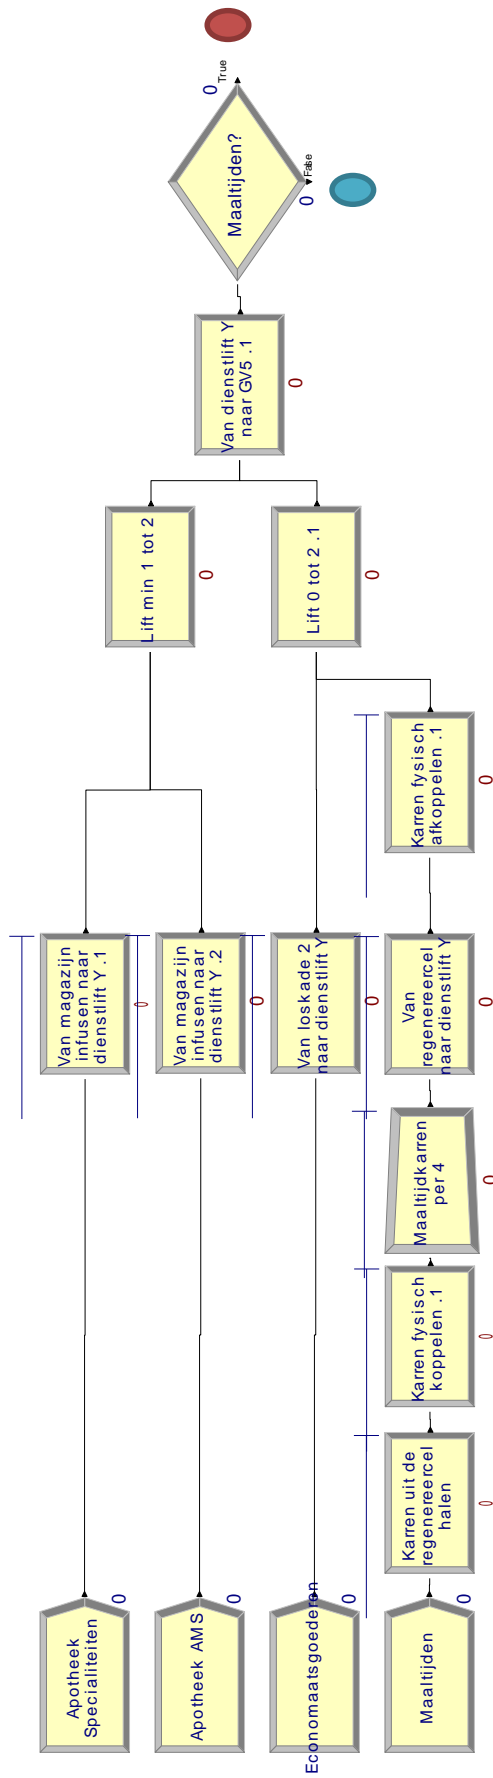 Apotheek
Specialiteiten
0
Apotheek AMS
0
Economaatsgoederen
0
Maaltijden
0
Karren uit de
regenereercel
halen
0
Karren fysisch
koppelen .1
0
Maaltijdkarren
per 4
0
Van magazijn
infusen naar
dienstlift Y .1
0
Van magazijn
infusen naar
dienstlift Y .2
0
Van loskade 2
naar dienstlift Y
0
Van
regenereercel
naar dienstlift Y
0
Karren fysisch
afkoppelen .1
0
Lift min 1 tot 2
0
Lift 0 tot 2 .1
0
Van dienstlift Y
naar GV5 .1
0
Maaltijden?
0
True
0
False